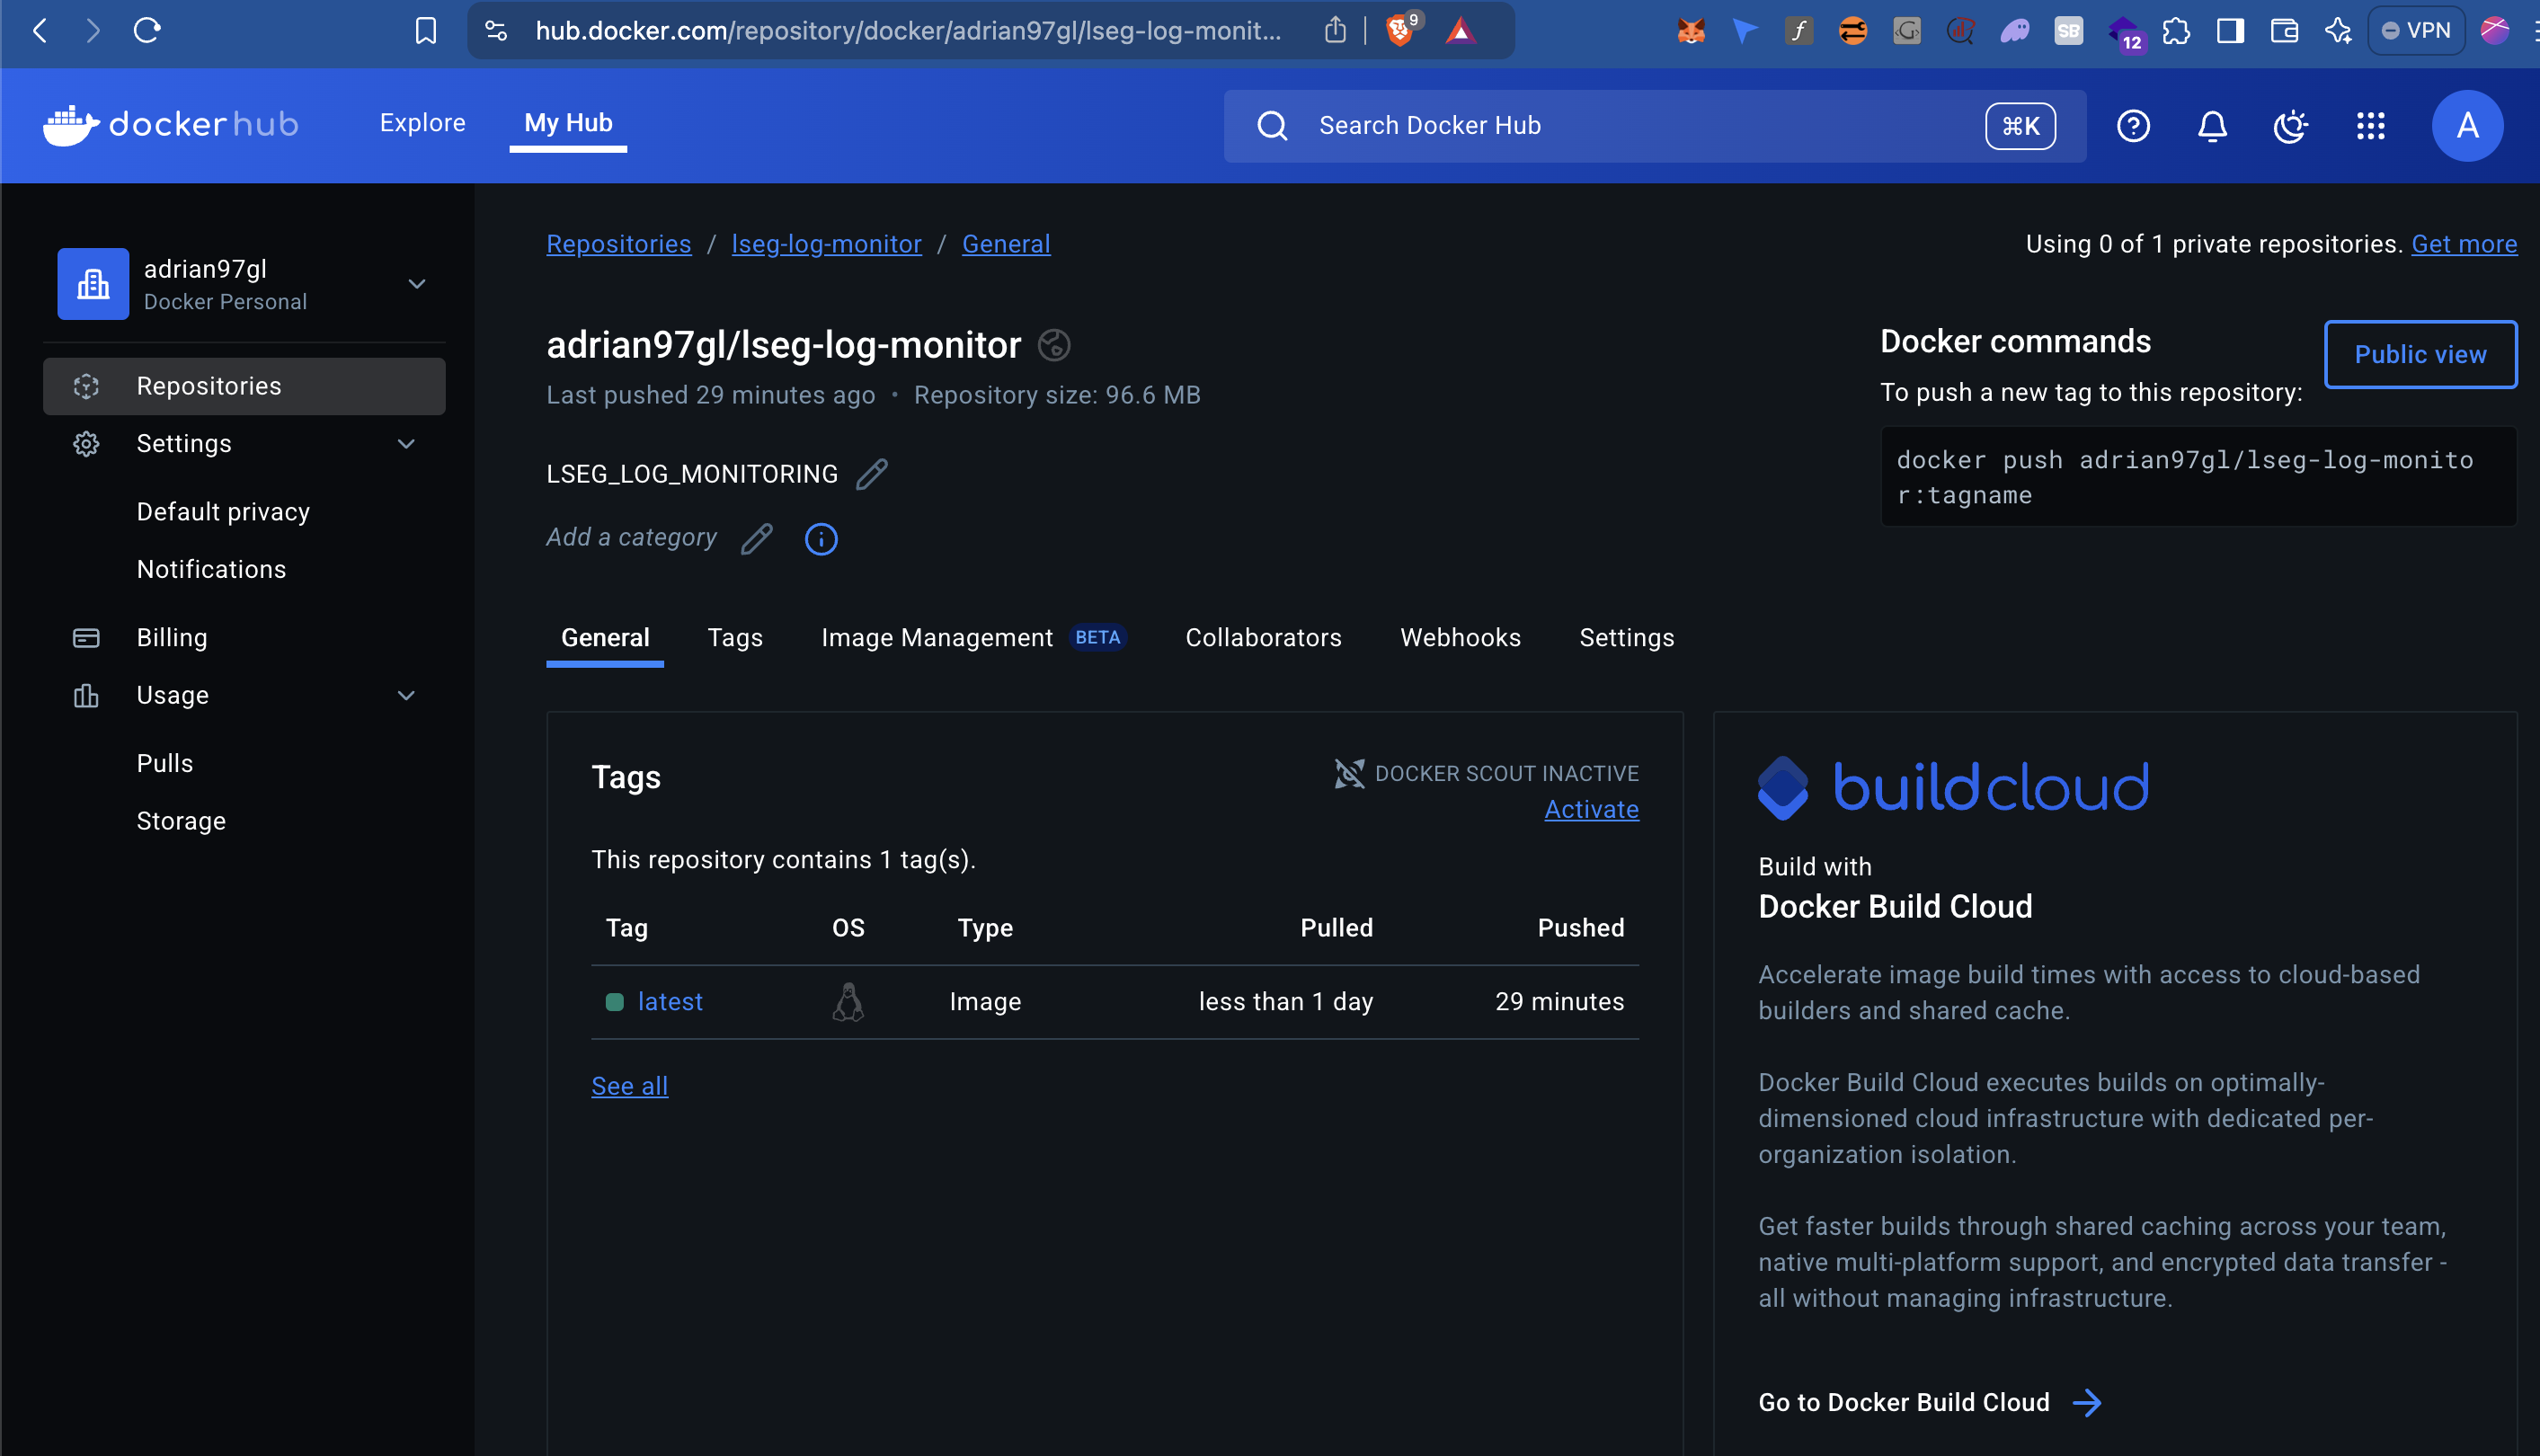 hub.docker.com/repository/docker/adrian97gl/lseg-log-monit...
9
SB
12
VPN
dockerhub
Explore
My Hub
Search Docker Hub
⌘K
A
adrian97gl
Docker Personal
Repositories
Settings
Default privacy
Notifications
Billing
Usage
Pulls
Storage
Repositories / lseg-log-monitor / General
Using 0 of 1 private repositories. Get more
adrian97gl/lseg-log-monitor
Last pushed 29 minutes ago • Repository size: 96.6 MB
LSEG_LOG_MONITORING
Add a category
Docker commands
Public view
To push a new tag to this repository:
docker push adrian97gl/lseg-log-monito
r:tagname
General Tags Image Management BETA Collaborators Webhooks Settings
Tags
DOCKER SCOUT INACTIVE
Activate
This repository contains 1 tag(s).
Tag OS Type Pulled Pushed
latest Image less than 1 day 29 minutes
See all
buildcloud
Build with
Docker Build Cloud
Accelerate image build times with access to cloud-based
builders and shared cache.
Docker Build Cloud executes builds on optimally-
dimensioned cloud infrastructure with dedicated per-
organization isolation.
Get faster builds through shared caching across your team,
native multi-platform support, and encrypted data transfer -
all without managing infrastructure.
Go to Docker Build Cloud